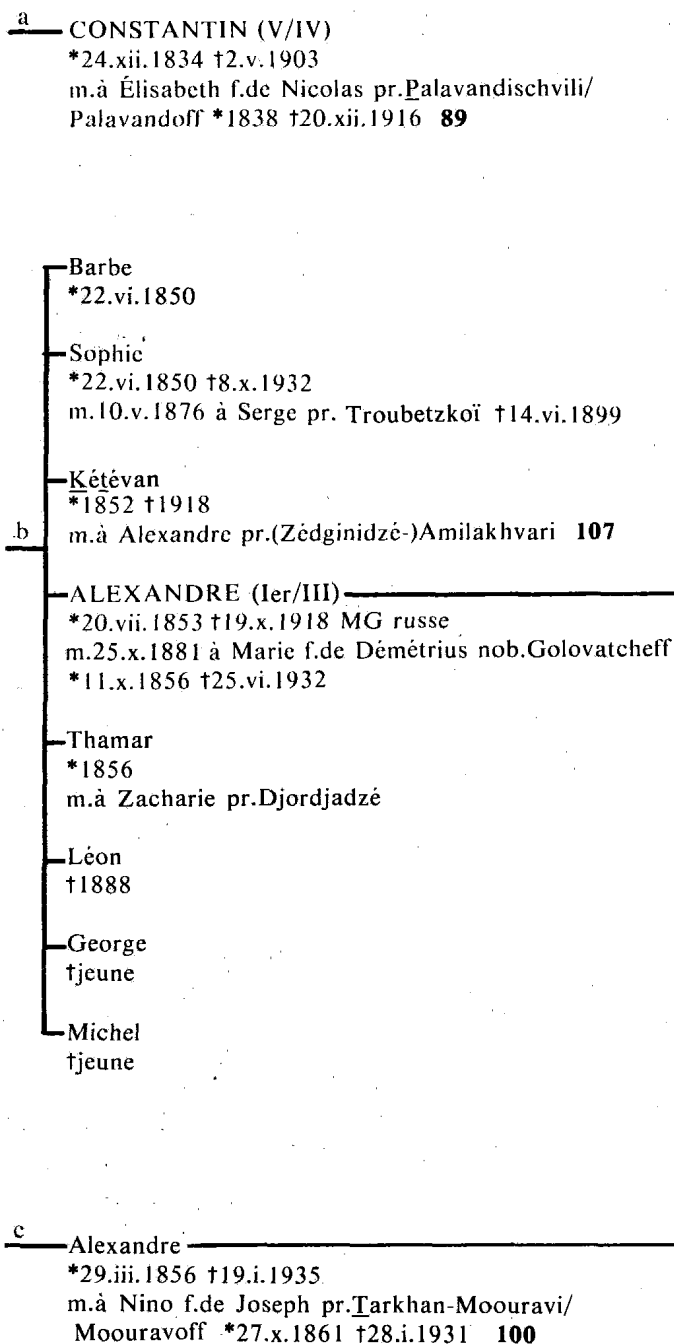 a
CONSTANTIN (V/IV)
*24.xii.1834 †2.v.1903
m.à Élisabeth f.de Nicolas pr.Palavandischvili/
Palavandoff *1838 †20.xii.1916 89
Barbe
*22.vi.1850
Sophie
*22.vi.1850 †8.x.1932
m.10.v.1876 à Serge pr. Troubetzkoï †14.vi.1899
Kétévan
*1852 †1918
b
m.à Alexandre pr.(Zédginidzé-)Amilakhvari 107
ALEXANDRE (Ier/III)
*20.vii.1853 †19.x.1918 MG russe
m.25.x.1881 à Marie f.de Démétrius nob.Golovatcheff
*11.x.1856 †25.vi.1932
Thamar
*1856
m.à Zacharie pr.Djordjadzé
Léon
†1888
George
†jeune
Michel
†jeune
c
Alexandre
*29.iii.1856 †19.i.1935
m.à Nino f.de Joseph pr.Tarkhan-Moouravi/
Moouravoff *27.x.1861 †28.i.1931 100